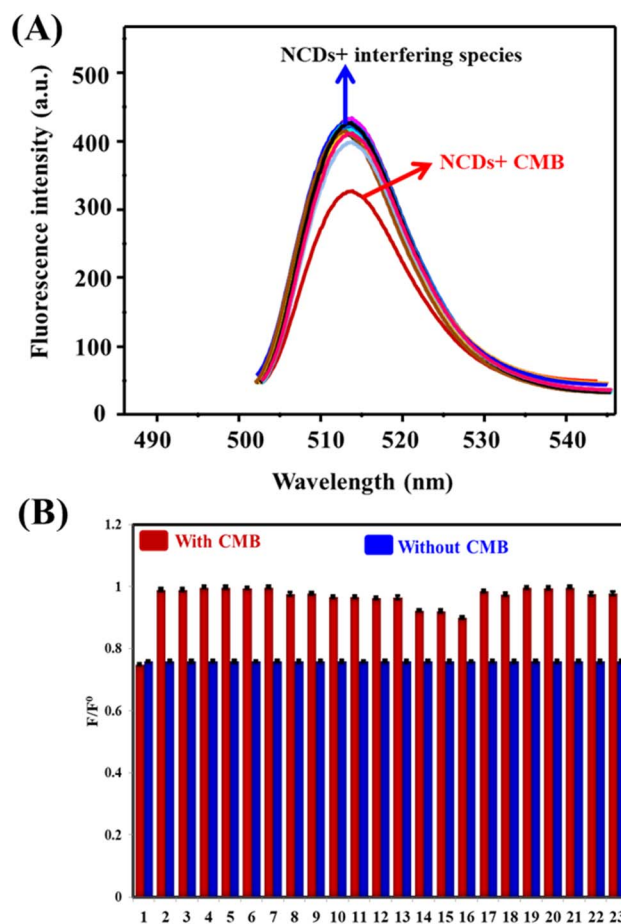 (A)
NCDs+ interfering species
NCDs+ CMB
Fluorescence intensity (a.u.)
500
400
300
200
100
0
490 500 510 520 530 540
Wavelength (nm)
(B)
With CMB Without CMB
F/F⁰
1.2
1
0.8
0.6
0.4
0.2
0
1 2 3 4 5 6 7 8 9 10 11 12 13 14 15 16 17 18 19 20 21 22 23